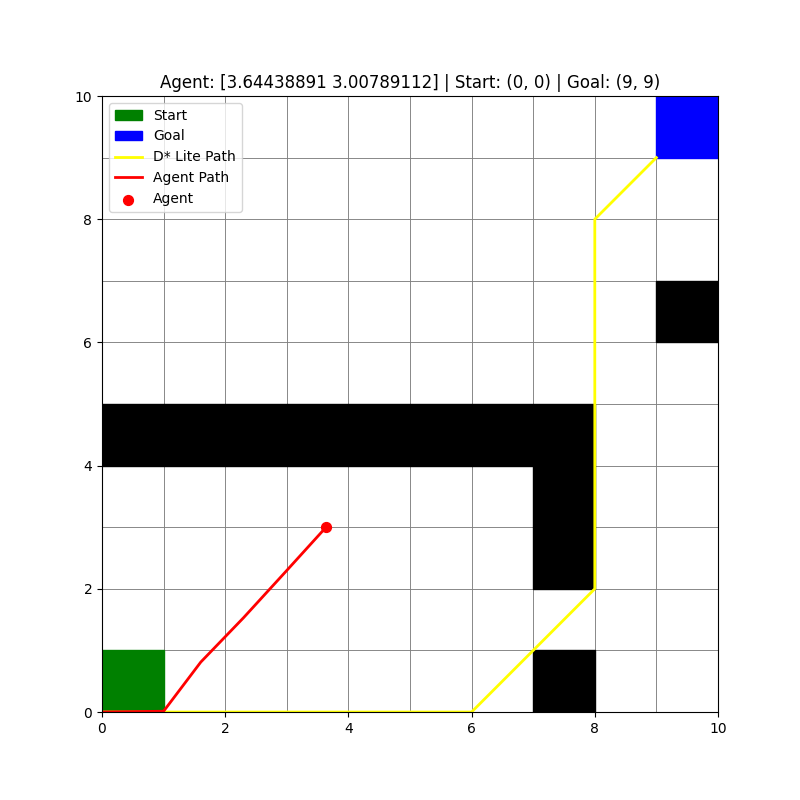 Agent: [3.64438891 3.00789112] | Start: (0, 0) | Goal: (9, 9)
10
Start
Goal
D* Lite Path
Agent Path
Agent
8
6
4
2
0
0 2 4 6 8 10